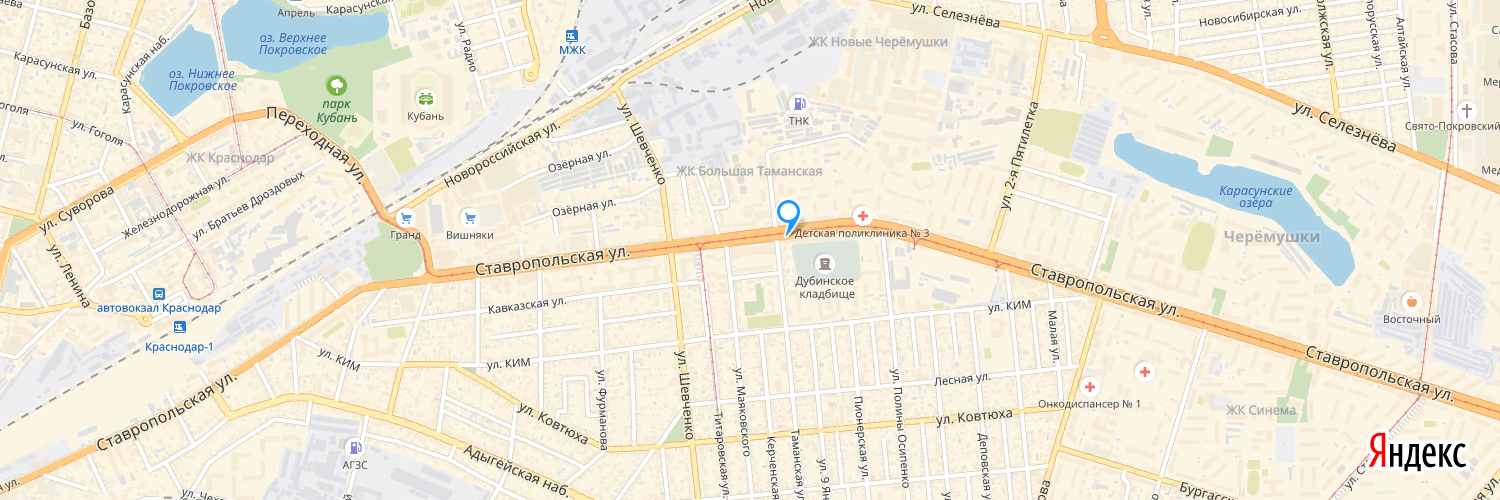 Апрель
Карасунская
ул. Селезнёва
Новосибирская ул.
Алтайская ул.
ул. Стасова
оз. Верхнее
Покровское
ул. Радио
МЖК
ЖК Новые Черёмушки
Карасунская ул.
Карасунская наб.
оз. Нижнее
Покровское
парк
Кубань
Кубань
ТНК
ул. Селезнёва
Свято-Покровский
ул. Гоголя
Переходная ул.
Новороссийская ул.
ул. Шевченко
ул. 2-я Пятилетка
ЖК Краснодар
Озёрная ул.
ЖК Большая Таманская
ул. Суворова
Железнодорожная ул.
ул. Братьев Дроздовых
Озёрная ул.
Карасунские
озёра
Гранд
Вишняки
Детская поликлиника № 3
Черёмушки
ул. Ленина
Ставропольская ул.
Дубинское
кладбище
Ставропольская ул.
автовокзал Краснодар
Кавказская ул.
ул. КИМ
Малая ул.
Восточный
Краснодар-1
ул. КИМ
ул. КИМ
ул. Шевченко
Ставропольская ул.
Ставропольская ул.
ул. Фурманова
ул. Маяковского
Лесная ул.
Онкодиспансер № 1
ул. Ковтюха
ул. Ковтюха
ЖК Синема
Титаровская ул.
Керченская
Таманская ул.
ул. 9 Ян
Пионерская ул.
ул. Полины Осипенко
Деповская ул.
Адыгейская наб.
АГЗС
Яндекс